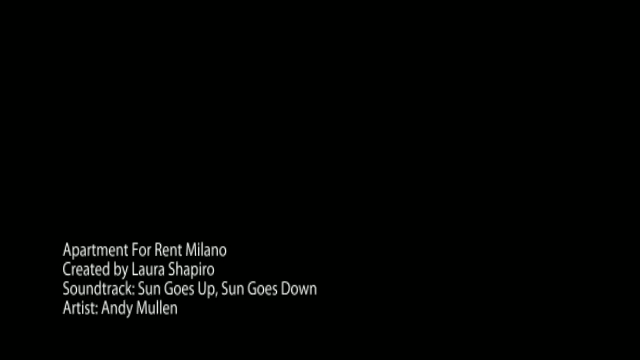 Apartment For Rent Milano
Created by Laura Shapiro
Soundtrack: Sun Goes Up, Sun Goes Down
Artist: Andy Mullen